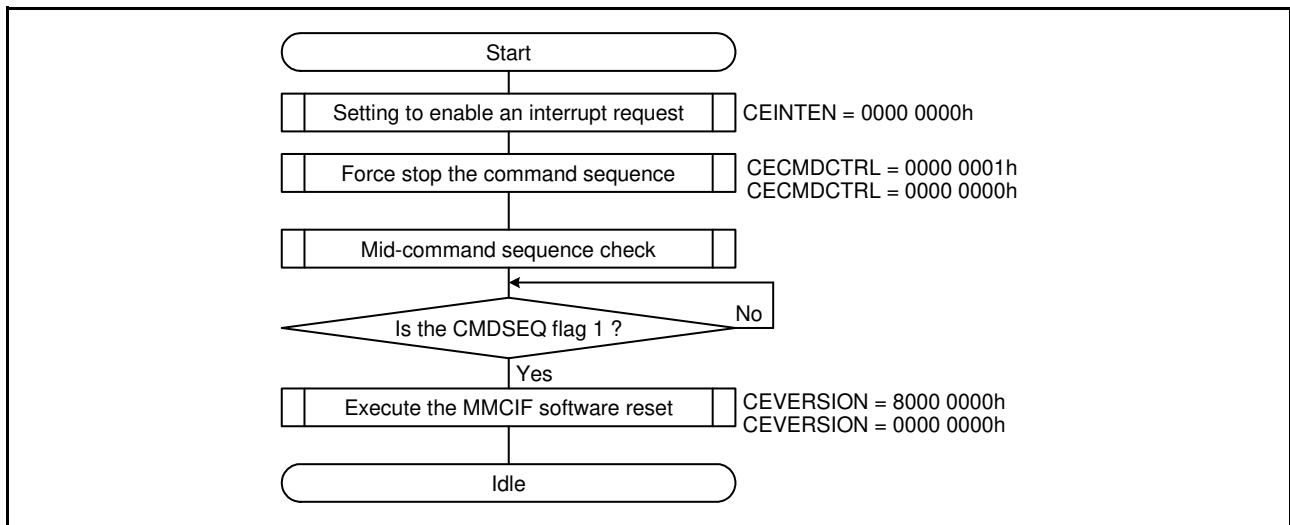 Start
Setting to enable an interrupt request
CEINTEN = 0000 0000h
Force stop the command sequence
CECMDCTRL = 0000 0001h
CECMDCTRL = 0000 0000h
Mid-command sequence check
Is the CMDSEQ flag 1 ?
No
Yes
Execute the MMCIF software reset
CEVERSION = 8000 0000h
CEVERSION = 0000 0000h
Idle